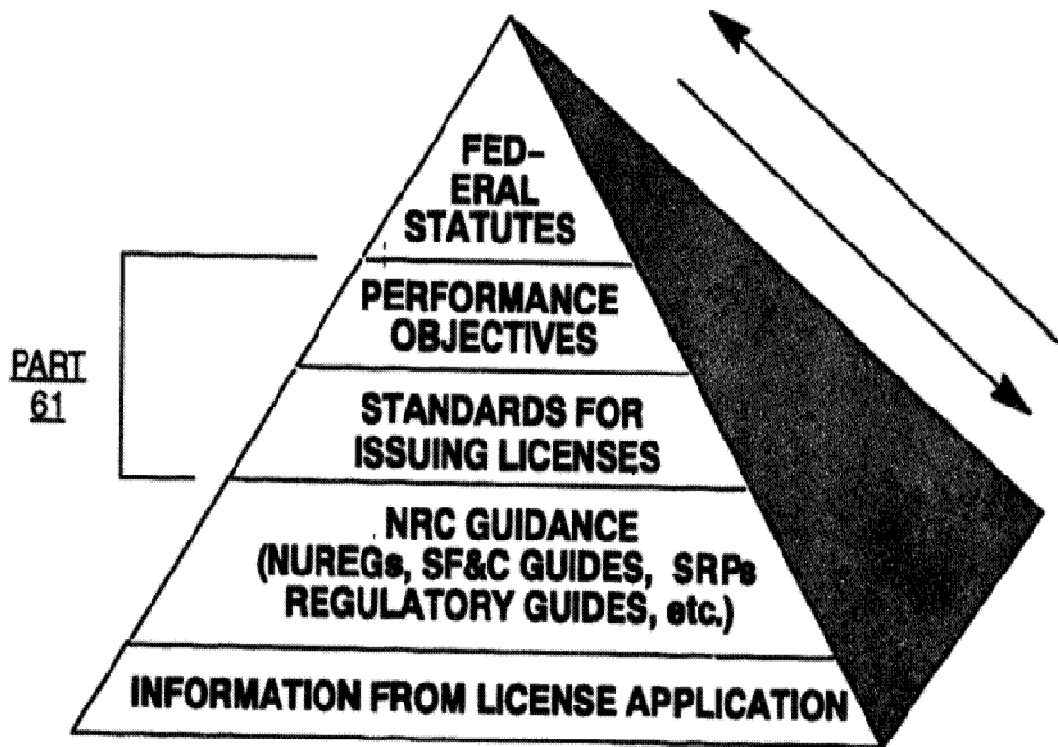 FED-
ERAL
STATUTES
PERFORMANCE
OBJECTIVES
PART
61
STANDARDS FOR
ISSUING LICENSES
NRC GUIDANCE
(NUREGs, SF&C GUIDES, SRPs
REGULATORY GUIDES, etc.)
INFORMATION FROM LICENSE APPLICATION